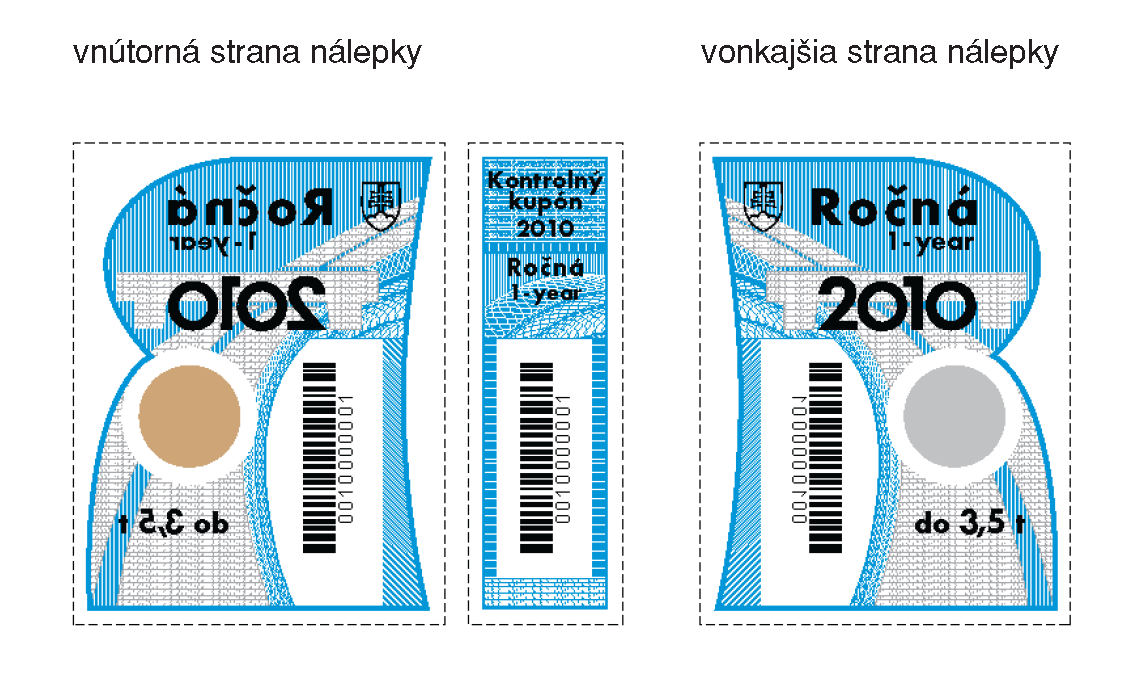 vnútorná strana nálepky
Ročná
1-year
2010
do 3,5 t
0010000001
Kontrolný
kupón
2010
Ročná
1-year
0010000001
vonkajšia strana nálepky
Ročná
1-year
2010
0010000001
do 3,5 t